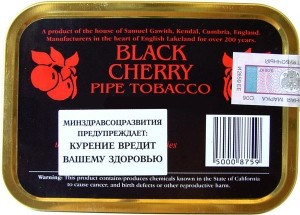 A product of the house of Samuel Gawith, Kendal, Cumbria, England.
Manufacturers in the heart of English Lakeland for over 200 years.
BLACK
CHERRY
PIPE TOBACCO
МИНЗДРАВСОЦРАЗВИТИЯ
ПРЕДУПРЕЖДАЕТ:
КУРЕНИЕ ВРЕДИТ
ВАШЕМУ ЗДОРОВЬЮ
5000 8759
Warning: This product contains/produces chemicals known in the State of California
to cause cancer, and birth defects or other reproductive harm.